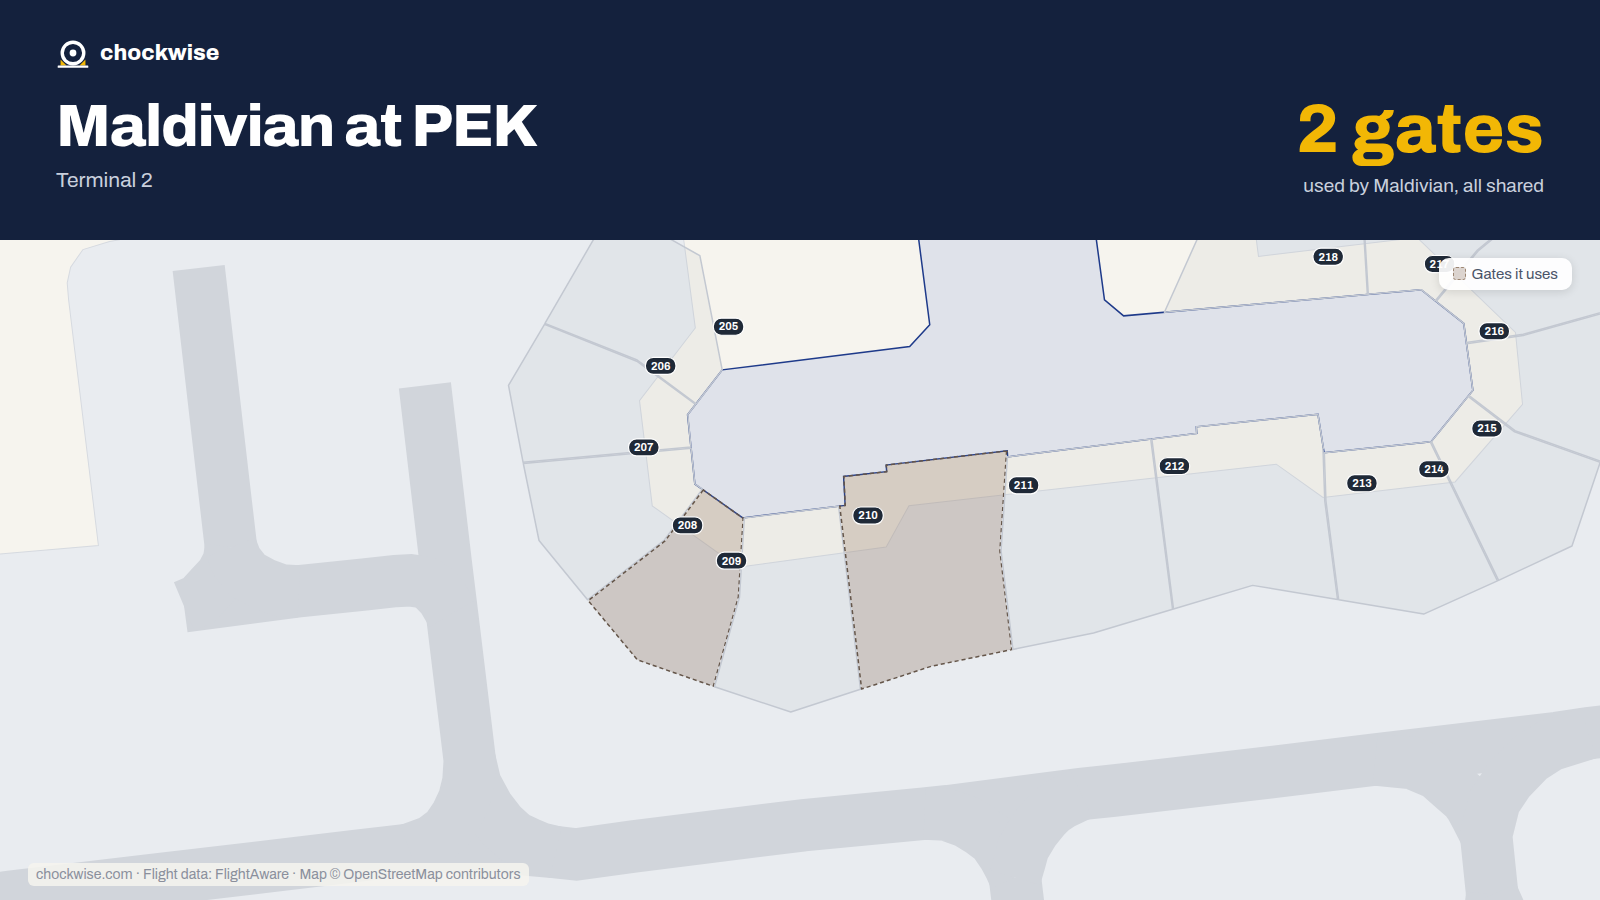 chockwise
Maldivian at PEK
Terminal 2
2 gates
used by Maldivian, all shared
218
Gates it uses
205
216
206
215
207
212
214
211
213
210
208
209
chockwise.com · Flight data: FlightAware · Map © OpenStreetMap contributors